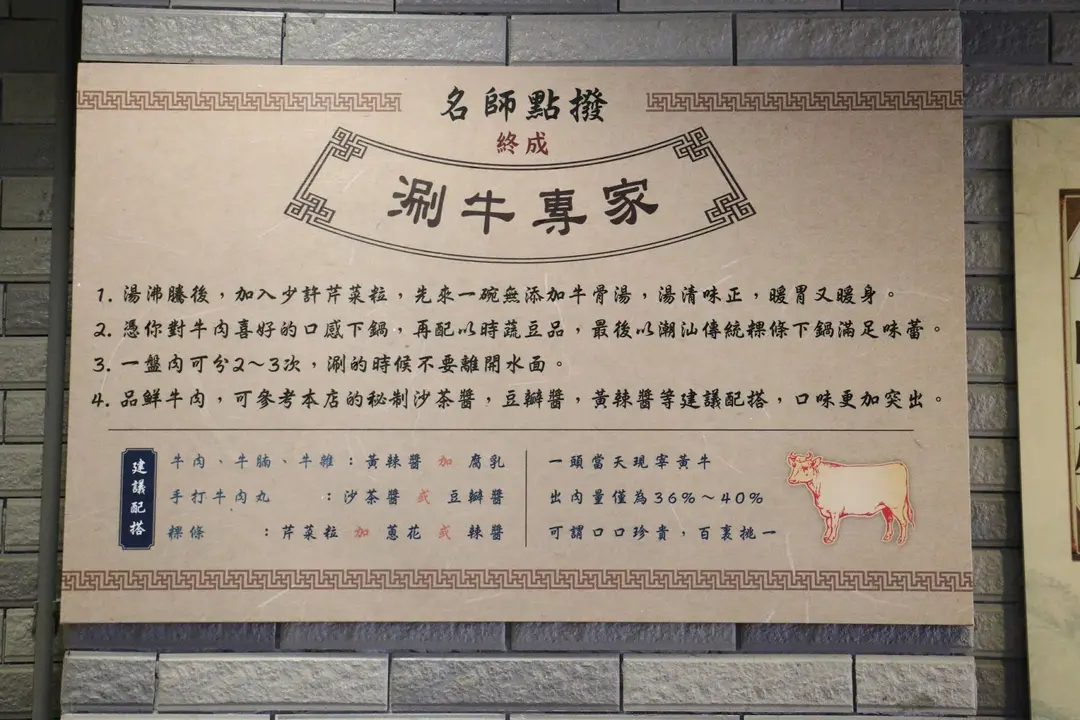 名師點撥
終成
涮牛專家
1. 湯沸騰後，加入少許芹菜粒，先來一碗無添加牛骨湯，湯清味正，暖胃又暖身。
2. 憑你對牛肉喜好的口感下鍋，再配以時蔬豆品，最後以潮汕傳統粿條下鍋滿足味蕾。
3. 一盤肉可分2～3次，涮的時候不要離開水面。
4. 品鮮牛肉，可參考本店的秘制沙茶醬，豆瓣醬，黃辣醬等建議配搭，口味更加突出。
建議配搭
牛肉、牛腩、牛雜：黃辣醬 加 腐乳
手打牛肉丸：沙茶醬 或 豆瓣醬
粿條：芹菜粒 加 蔥花 或 辣醬
一頭當天現宰黃牛
出肉量僅為36%～40%
可謂口口珍貴，百裏挑一